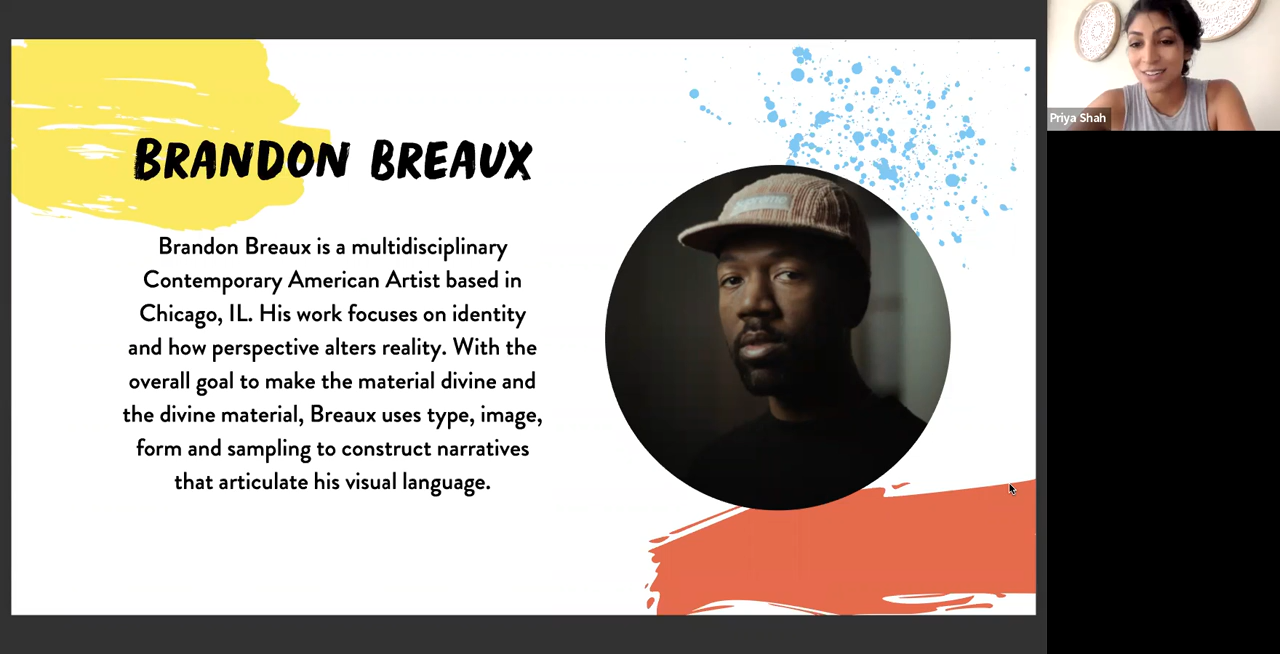 BRANDON BREAUX
Brandon Breaux is a multidisciplinary
Contemporary American Artist based in
Chicago, IL. His work focuses on identity
and how perspective alters reality. With the
overall goal to make the material divine and
the divine material, Breaux uses type, image,
form and sampling to construct narratives
that articulate his visual language.
Supreme
Priya Shah